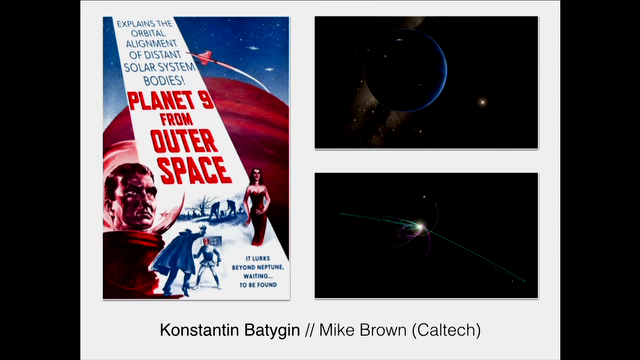 EXPLAINS THE
ORBITAL
ALIGNMENT
OF DISTANT
SOLAR SYSTEM
BODIES!
PLANET 9
FROM
OUTER
SPACE
IT LURKS
BEYOND NEPTUNE,
WAITING...
TO BE FOUND
Konstantin Batygin // Mike Brown (Caltech)